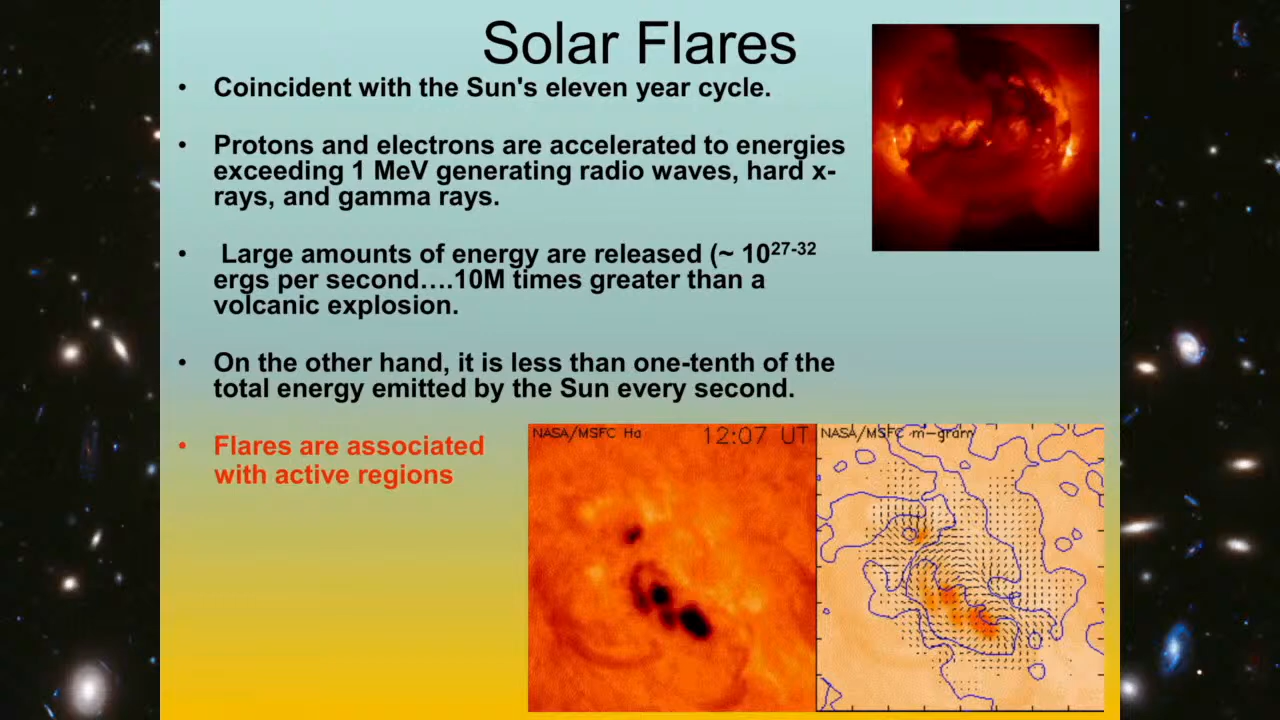 Solar Flares
• Coincident with the Sun's eleven year cycle.
• Protons and electrons are accelerated to energies
exceeding 1 MeV generating radio waves, hard x-
rays, and gamma rays.
• Large amounts of energy are released (~ 10²⁷⁻³²
ergs per second….10M times greater than a
volcanic explosion.
• On the other hand, it is less than one-tenth of the
total energy emitted by the Sun every second.
• Flares are associated
with active regions
NASA/MSFC Ha 12:07 UT
NASA/MSFC m-gram